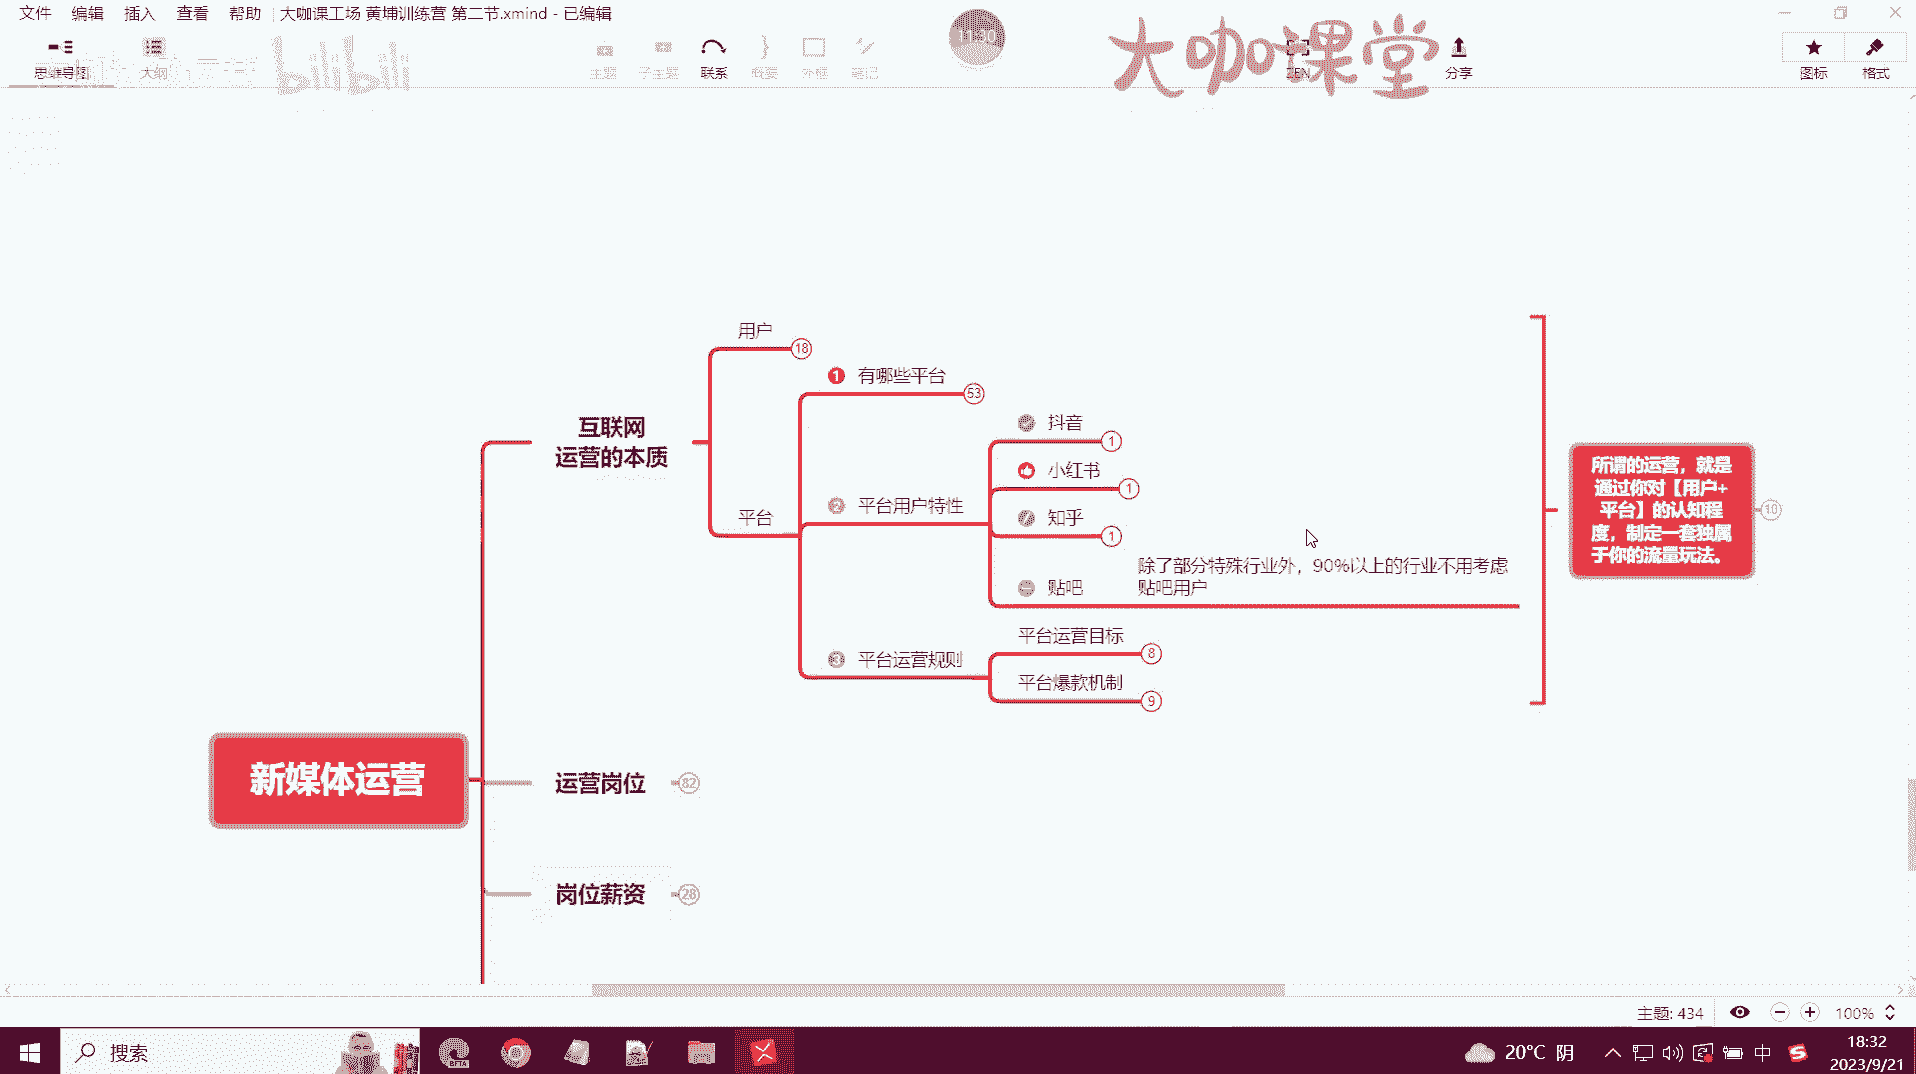 文件 编辑 插入 查看 帮助 大咖课工场 黄埔训练营 第二节.xmind - 已编辑
思维导图 大纲 主题 子主题 联系 概要 外框 笔记 ZEN 分享 图标 格式
bilibili
11:30
大咖课堂
用户 18
① 有哪些平台 53
互联网
运营的本质
平台
② 平台用户特性
抖音 1
小红书 1
知乎 1
贴吧
除了部分特殊行业外，90%以上的行业不用考虑
贴吧用户
③ 平台运营规则
平台运营目标 8
平台爆款机制 9
所谓的运营，就是
通过你对【用户+
平台】的认知程
度，制定一套独属
于你的流量玩法。
10
新媒体运营
运营岗位 82
岗位薪资 28
主题: 434 100%
搜索
BETA
20°C 阴
中
18:32
2023/9/21